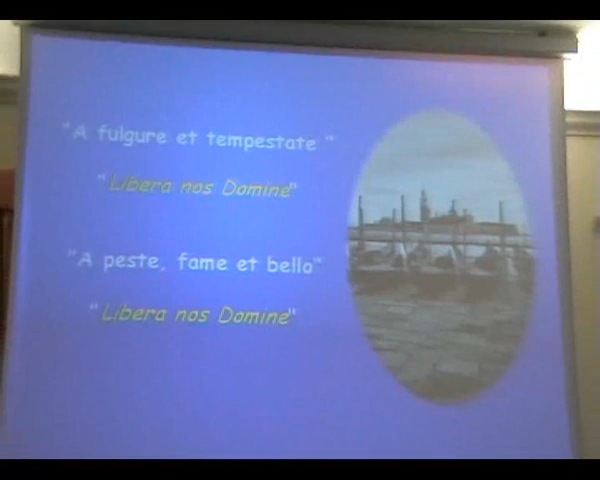 "A fulgure et tempestate "
"Libera nos Domine"
"A peste, fame et bello"
"Libera nos Domine"